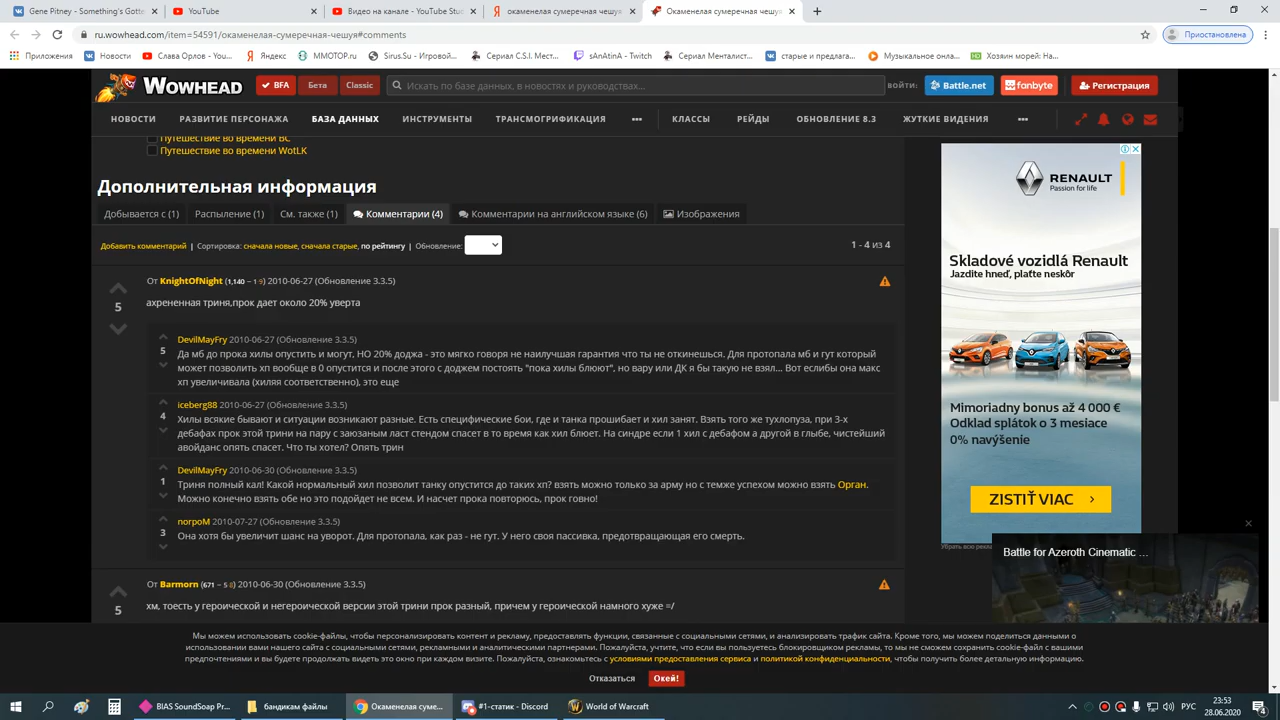 Gene Pitney - Something's Gotte
YouTube
Видео на канале - YouTube Stu
окаменелая сумеречная чешуя
Окаменелая сумеречная чешуя
ru.wowhead.com/item=54591/окаменелая-сумеречная-чешуя#comments
Приостановлена
Приложения
Новости
Слава Орлов - You...
Яндекс
MMOTOP.ru
Sirus.Su - Игровой...
Сериал C.S.I. Мест...
sAnAtinA - Twitch
Сериал Менталист...
старые и предлаг...
Музыкальное онла...
Хозяин морей: На...
WOWHEAD
BFA
Бета
Classic
Искать по базе данных, в новостях и руководствах...
ВОЙТИ:
Battle.net
fanbyte
Регистрация
НОВОСТИ
РАЗВИТИЕ ПЕРСОНАЖА
БАЗА ДАННЫХ
ИНСТРУМЕНТЫ
ТРАНСМОГРИФИКАЦИЯ
•••
КЛАССЫ
РЕЙДЫ
ОБНОВЛЕНИЕ 8.3
ЖУТКИЕ ВИДЕНИЯ
•••
Путешествие во времени BC
Путешествие во времени WotLK
Дополнительная информация
Добывается с (1)
Распыление (1)
См. также (1)
Комментарии (4)
Комментарии на английском языке (6)
Изображения
Добавить комментарий | Сортировка: сначала новые, сначала старые, по рейтингу | Обновление:
1 - 4 из 4
От KnightOfNight (1,140 – 1·9) 2010-06-27 (Обновление 3.3.5)
5
ахрененная триня,прок дает около 20% уверта
DevilMayFry 2010-06-27 (Обновление 3.3.5)
5
Да мб до прока хилы опустить и могут, НО 20% доджа - это мягко говоря не наилучшая гарантия что ты не откинешься. Для протопала мб и гут который
может позволить хп вообще в 0 опустится и после этого с доджем постоять "пока хилы блюют", но вару или ДК я бы такую не взял... Вот еслибы она макс
хп увеличивала (хиляя соответственно), это еще
iceberg88 2010-06-27 (Обновление 3.3.5)
4
Хилы всякие бывают и ситуации возникают разные. Есть специфические бои, где и танка прошибает и хил занят. Взять того же тухлопуза, при 3-х
дебафах прок этой трини на пару с заюзаным ласт стендом спасет в то время как хил блюет. На синдре если 1 хил с дебафом а другой в глыбе, чистейший
авойданс опять спасет. Что ты хотел? Опять трин
DevilMayFry 2010-06-30 (Обновление 3.3.5)
1
Триня полный кал! Какой нормальный хил позволит танку опустится до таких хп? взять можно только за арму но с темже успехом можно взять Орган.
Можно конечно взять обе но это подойдет не всем. И насчет прока повторюсь, прок говно!
погроМ 2010-07-27 (Обновление 3.3.5)
3
Она хотя бы увеличит шанс на уворот. Для протопала, как раз - не гут. У него своя пассивка, предотвращающая его смерть.
От Barmorn (671 – 5·8) 2010-06-30 (Обновление 3.3.5)
5
хм, тоесть у героической и негероической версии этой трини прок разный, причем у героической намного хуже =/
RENAULT
Passion for life
Skladové vozidlá Renault
Jazdite hneď, plaťte neskôr
Mimoriadny bonus až 4 000 €
Odklad splátok o 3 mesiace
0% navýšenie
ZISTIŤ VIAC
Убрать всю рекла
Battle for Azeroth Cinematic ...
Мы можем использовать cookie-файлы, чтобы персонализировать контент и рекламу, предоставлять функции, связанные с социальными сетями, и анализировать трафик сайта. Кроме того, мы можем поделиться данными о
использовании вами нашего сайта с социальными сетями, рекламными и аналитическими партнерами. Пожалуйста, учтите, что если вы пользуетесь блокировщиком рекламы, то мы не сможем сохранить cookie-файл с вашими
предпочтениями и вы будете продолжать видеть это окно при каждом визите. Пожалуйста, ознакомьтесь с условиями предоставления сервиса и политикой конфиденциальности, чтобы получить более детальную информацию.
Отказаться
Окей!
BIAS SoundSoap Pr...
бандикам файлы
Окаменелая суме...
#1-статик - Discord
World of Warcraft
РУС
23:53
28.06.2020
4